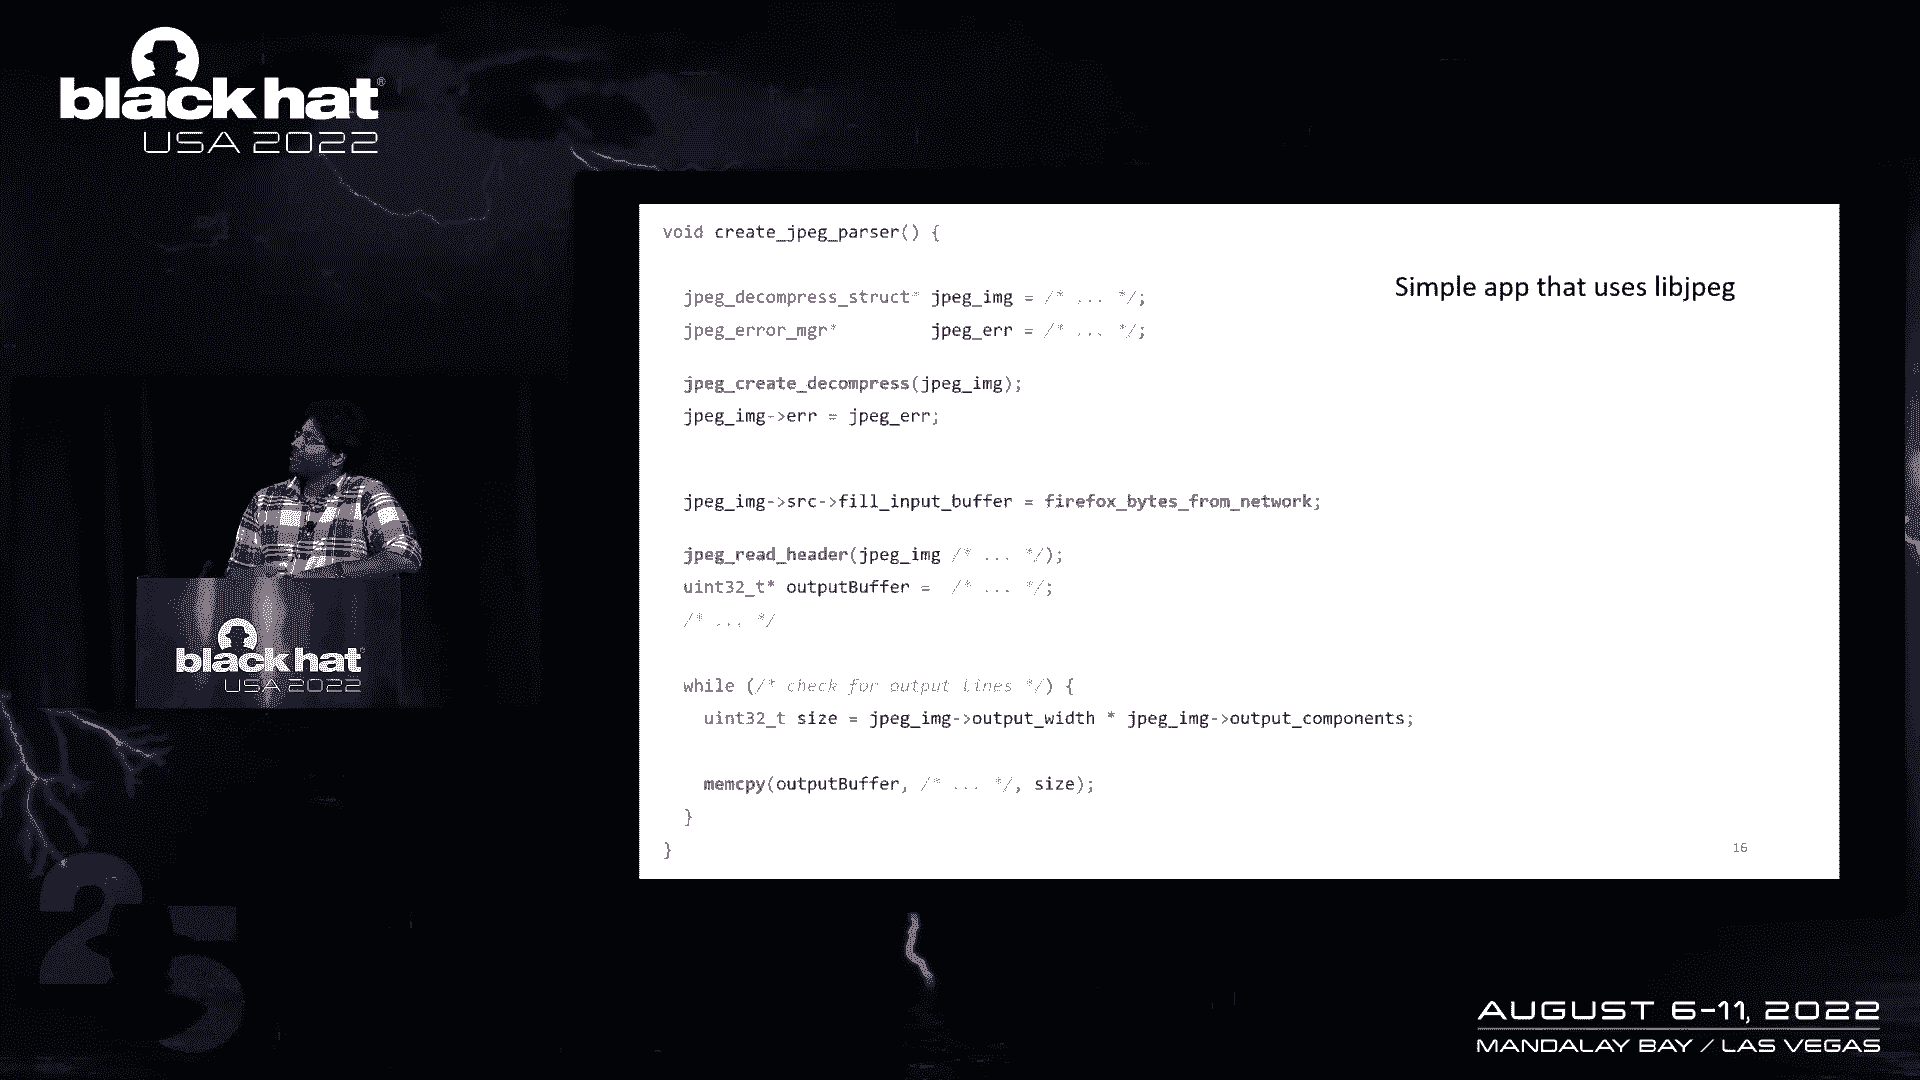 black hat®
USA 2022
void create_jpeg_parser() {
jpeg_decompress_struct* jpeg_img = /* ... */;
jpeg_error_mgr* jpeg_err = /* ... */;
jpeg_create_decompress(jpeg_img);
jpeg_img->err = jpeg_err;
jpeg_img->src->fill_input_buffer = firefox_bytes_from_network;
jpeg_read_header(jpeg_img /* ... */);
uint32_t* outputBuffer = /* ... */;
/* ... */
while (/* check for output lines */) {
uint32_t size = jpeg_img->output_width * jpeg_img->output_components;
memcpy(outputBuffer, /* ... */, size);
}
}
Simple app that uses libjpeg
16
black hat
USA 2022
25
AUGUST 6-11, 2022
MANDALAY BAY / LAS VEGAS